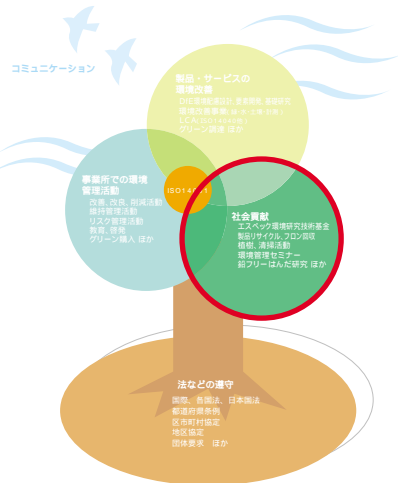 コミュニケーション
製品・サービスの
環境改善
グリーン調達 ほか
事業所での環境
管理活動
改善、改良、削減活動
維持管理活動
リスク管理活動
教育、啓発
グリーン購入 ほか
社会貢献
エスペック環境研究技術基金
製品リサイクル、フロン回収
植樹、清掃活動
環境管理セミナー
鉛フリーはんだ研究 ほか
法などの遵守
国際、各国法、日本国法
都道府県条例
区市町村協定
地区協定
団体要求 ほか